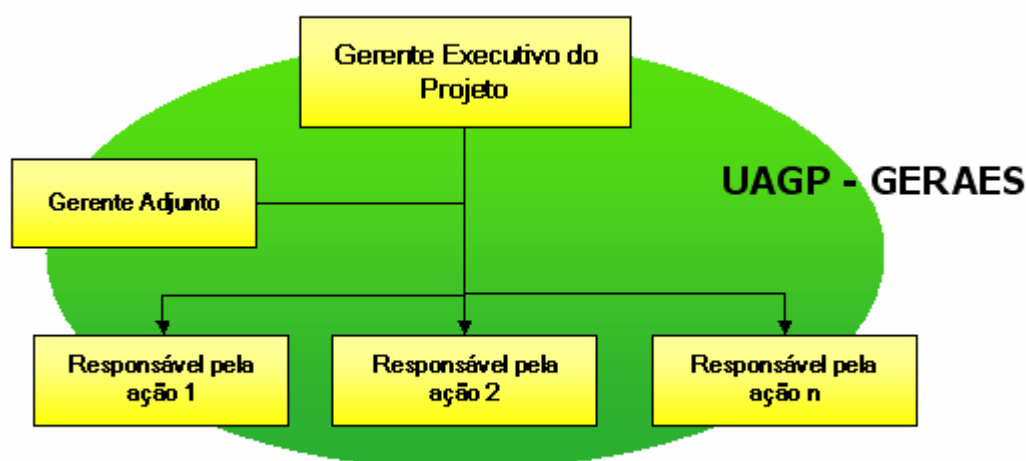 Gerente Executivo do
Projeto
UAGP - GERAES
Gerente Adjunto
Responsável pela
ação 1
Responsável pela
ação 2
Responsável pela
ação n